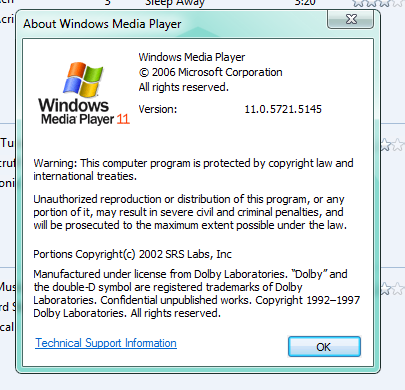 3 Sleep Away 3:20
About Windows Media Player
Windows Media Player
© 2006 Microsoft Corporation
All rights reserved.
Version: 11.0.5721.5145
Windows
Media Player 11
Warning: This computer program is protected by copyright law and
international treaties.
Unauthorized reproduction or distribution of this program, or any
portion of it, may result in severe civil and criminal penalties, and
will be prosecuted to the maximum extent possible under the law.
Portions Copyright(c) 2002 SRS Labs, Inc
Manufactured under license from Dolby Laboratories. "Dolby" and
the double-D symbol are registered trademarks of Dolby
Laboratories. Confidential unpublished works. Copyright 1992–1997
Dolby Laboratories. All rights reserved.
Technical Support Information
OK